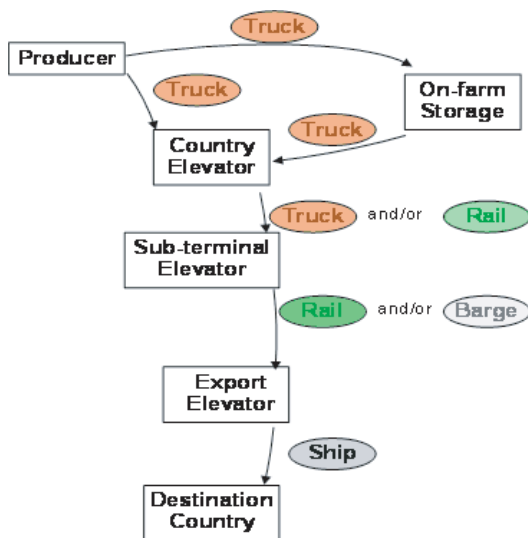 Truck
Producer
Truck
On-farm
Storage
Truck
Country
Elevator
Truck and/or Rail
Sub-terminal
Elevator
Rail and/or Barge
Export
Elevator
Ship
Destination
Country